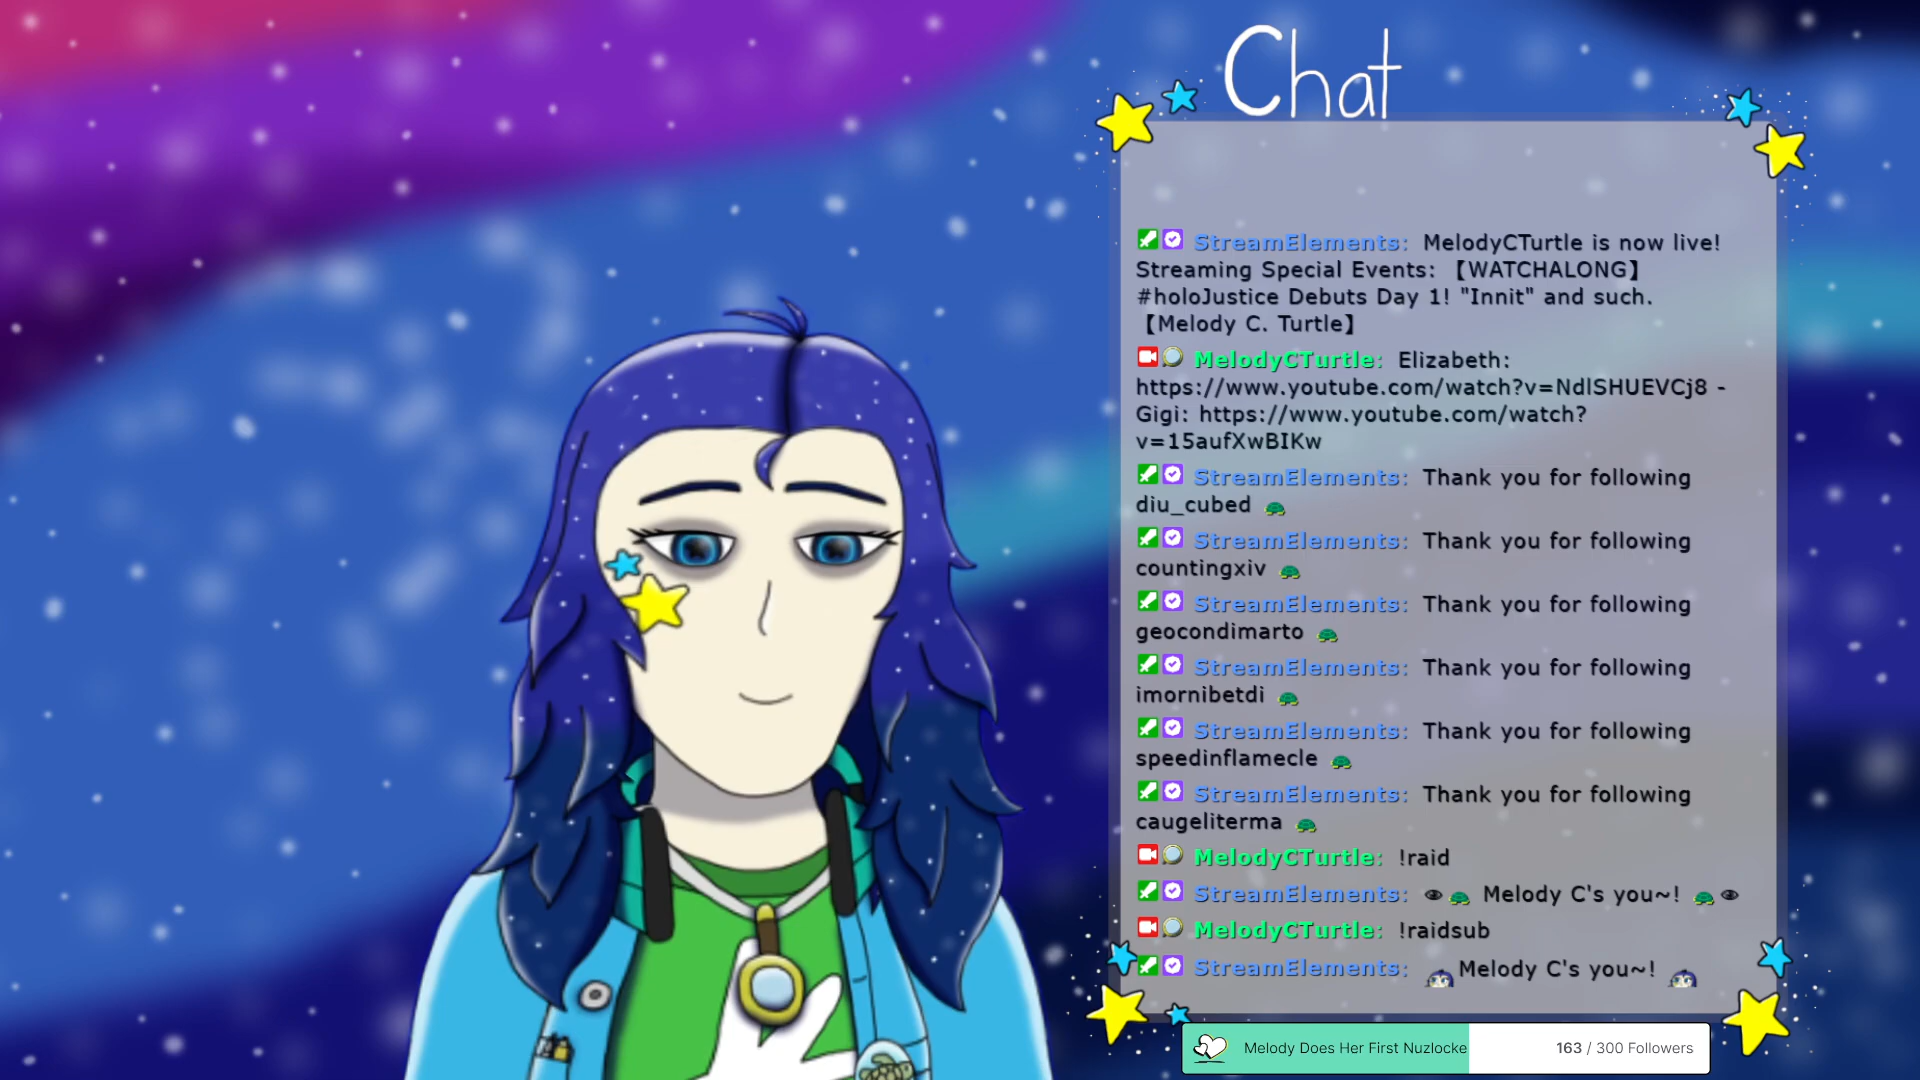 Chat
StreamElements: MelodyCTurtle is now live!
Streaming Special Events: 【WATCHALONG】
#holoJustice Debuts Day 1! "Innit" and such.
【Melody C. Turtle】
MelodyCTurtle: Elizabeth:
https://www.youtube.com/watch?v=NdlSHUEVCj8 -
Gigi: https://www.youtube.com/watch?
v=15aufXwBIKw
StreamElements: Thank you for following
diu_cubed
StreamElements: Thank you for following
countingxiv
StreamElements: Thank you for following
geocondimarto
StreamElements: Thank you for following
imornibetdi
StreamElements: Thank you for following
speedinflamecle
StreamElements: Thank you for following
caugeliterma
MelodyCTurtle: !raid
StreamElements: Melody C's you~!
MelodyCTurtle: !raidsub
StreamElements: Melody C's you~!
Melody Does Her First Nuzlocke 163 / 300 Followers